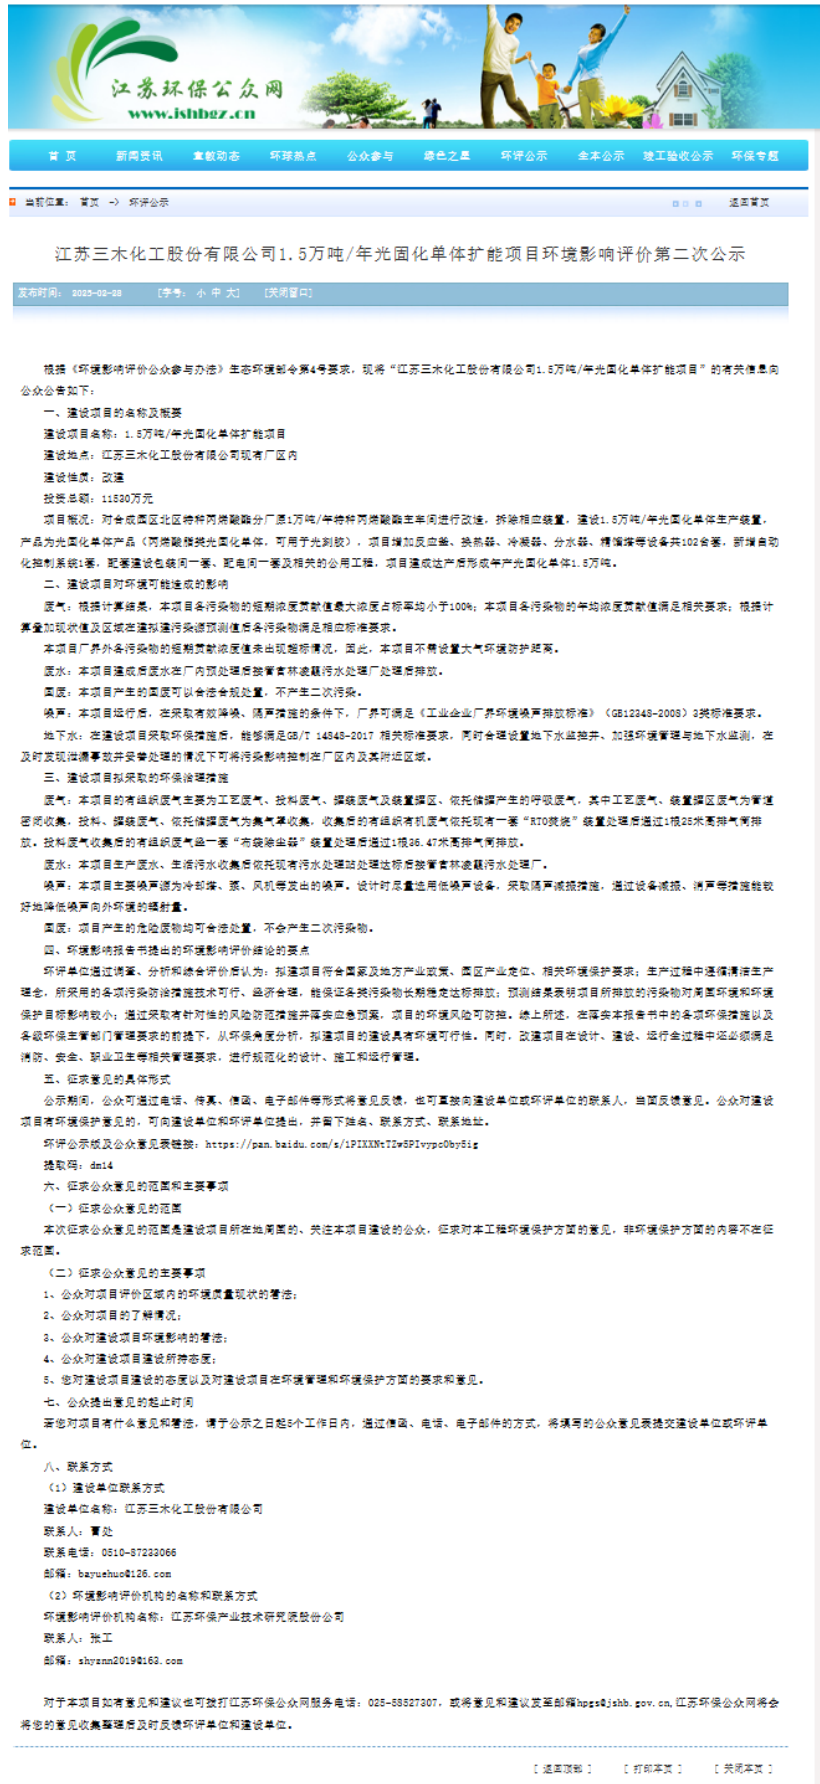 江苏环保公众网
www.jshbgz.cn
首 页 新闻资讯 宣教动态 环球热点 公众参与 绿色之星 环评公示 全本公示 竣工验收公示 环保专题
当前位置： 首页 -> 环评公示 返回首页
江苏三木化工股份有限公司1.5万吨/年光固化单体扩能项目环境影响评价第二次公示
发布时间： 2025-02-28 [字号： 小 中 大] [关闭窗口]
根据《环境影响评价公众参与办法》生态环境部令第4号要求，现将“江苏三木化工股份有限公司1.5万吨/年光固化单体扩能项目”的有关信息向
公众公告如下：
一、建设项目的名称及概要
建设项目名称：1.5万吨/年光固化单体扩能项目
建设地点：江苏三木化工股份有限公司现有厂区内
建设性质：改建
投资总额：11530万元
项目概况：对合成园区北区特种丙烯酸酯分厂原1万吨/年特种丙烯酸酯主车间进行改造，拆除相应装置，建设1.5万吨/年光固化单体生产装置，
产品为光固化单体产品（丙烯酸酯类光固化单体，可用于光刻胶），项目增加反应釜、换热器、冷凝器、分水器、精馏塔等设备共102台套，新增自动
化控制系统1套，配套建设包装间一套、配电间一套及相关的公用工程，项目建成达产后形成年产光固化单体1.5万吨。
二、建设项目对环境可能造成的影响
废气：根据计算结果，本项目各污染物的短期浓度贡献值最大浓度占标率均小于100%；本项目各污染物的年均浓度贡献值满足相关要求；根据计
算叠加现状值及区域在建拟建污染源预测值后各污染物满足相应标准要求。
本项目厂界外各污染物的短期贡献浓度值未出现超标情况，因此，本项目不需设置大气环境防护距离。
废水：本项目建成后废水在厂内预处理后接管官林凌霞污水处理厂处理后排放。
固废：本项目产生的固废可以合法合规处置，不产生二次污染。
噪声：本项目运行后，在采取有效降噪、隔声措施的条件下，厂界可满足《工业企业厂界环境噪声排放标准》（GB12348-2008）3类标准要求。
地下水：在建设项目采取环保措施后，能够满足GB/T 14848-2017 相关标准要求，同时合理设置地下水监控井、加强环境管理与地下水监测，在
及时发现泄漏事故并妥善处理的情况下可将污染影响控制在厂区内及其附近区域。
三、建设项目拟采取的环保治理措施
废气：本项目的有组织废气主要为工艺废气、投料废气、灌装废气及装置罐区、依托储罐产生的呼吸废气，其中工艺废气、装置罐区废气为管道
密闭收集，投料、灌装废气、依托储罐废气为集气罩收集，收集后的有组织有机废气依托现有一套“RTO焚烧”装置处理后通过1根25米高排气筒排
放。投料废气收集后的有组织废气经一套“布袋除尘器”装置处理后通过1根36.47米高排气筒排放。
废水：本项目生产废水、生活污水收集后依托现有污水处理站处理达标后接管官林凌霞污水处理厂。
噪声：本项目主要噪声源为冷却塔、泵、风机等发出的噪声。设计时尽量选用低噪声设备，采取隔声减振措施，通过设备减振、消声等措施能较
好地降低噪声向外环境的辐射量。
固废：项目产生的危险废物均可合法处置，不会产生二次污染物。
四、环境影响报告书提出的环境影响评价结论的要点
环评单位通过调查、分析和综合评价后认为：拟建项目符合国家及地方产业政策、园区产业定位、相关环境保护要求；生产过程中遵循清洁生产
理念，所采用的各项污染防治措施技术可行、经济合理，能保证各类污染物长期稳定达标排放；预测结果表明项目所排放的污染物对周围环境和环境
保护目标影响较小；通过采取有针对性的风险防范措施并落实应急预案，项目的环境风险可防控。综上所述，在落实本报告书中的各项环保措施以及
各级环保主管部门管理要求的前提下，从环保角度分析，拟建项目的建设具有环境可行性。同时，改建项目在设计、建设、运行全过程中还必须满足
消防、安全、职业卫生等相关管理要求，进行规范化的设计、施工和运行管理。
五、征求意见的具体形式
公示期间，公众可通过电话、传真、信函、电子邮件等形式将意见反馈，也可直接向建设单位或环评单位的联系人，当面反馈意见。公众对建设
项目有环境保护意见的，可向建设单位和环评单位提出，并留下姓名、联系方式、联系地址。
环评公示版及公众意见表链接：https://pan.baidu.com/s/1PIXXNtTZw5PIvypcOby5ig
提取码：dm14
六、征求公众意见的范围和主要事项
（一）征求公众意见的范围
本次征求公众意见的范围是建设项目所在地周围的、关注本项目建设的公众，征求对本工程环境保护方面的意见，非环境保护方面的内容不在征
求范围。
（二）征求公众意见的主要事项
1、公众对项目评价区域内的环境质量现状的看法；
2、公众对项目的了解情况；
3、公众对建设项目环境影响的看法；
4、公众对建设项目建设所持态度；
5、您对建设项目建设的态度以及对建设项目在环境管理和环境保护方面的要求和意见。
七、公众提出意见的起止时间
若您对项目有什么意见和看法，请于公示之日起5个工作日内，通过信函、电话、电子邮件的方式，将填写的公众意见表提交建设单位或环评单
位。
八、联系方式
（1）建设单位联系方式
建设单位名称：江苏三木化工股份有限公司
联系人：曹处
联系电话：0510-87233066
邮箱：bayuehuo@126.com
（2）环境影响评价机构的名称和联系方式
环境影响评价机构名称：江苏环保产业技术研究院股份公司
联系人：张工
邮箱：shyznn2019@163.com
对于本项目如有意见和建议也可拨打江苏环保公众网服务电话：025-58527307，或将意见和建议发至邮箱hpgs@jshb.gov.cn,江苏环保公众网将会
将您的意见收集整理后及时反馈环评单位和建设单位。
[ 返回顶部 ] [ 打印本页 ] [ 关闭本页 ]